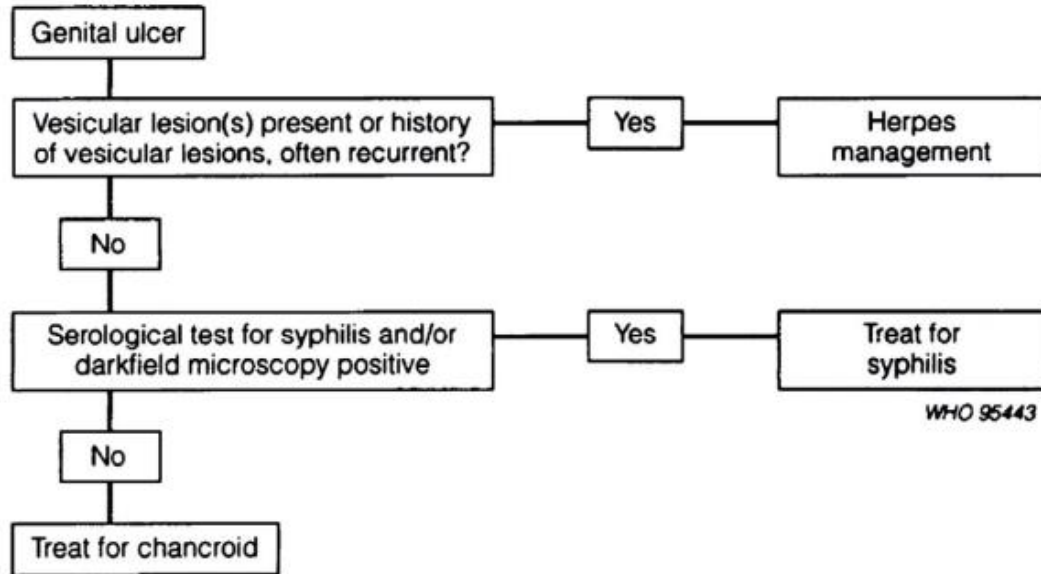 Genital ulcer
Vesicular lesion(s) present or history
of vesicular lesions, often recurrent?
Yes
Herpes
management
No
Serological test for syphilis and/or
darkfield microscopy positive
Yes
Treat for
syphilis
WHO 95443
No
Treat for chancroid